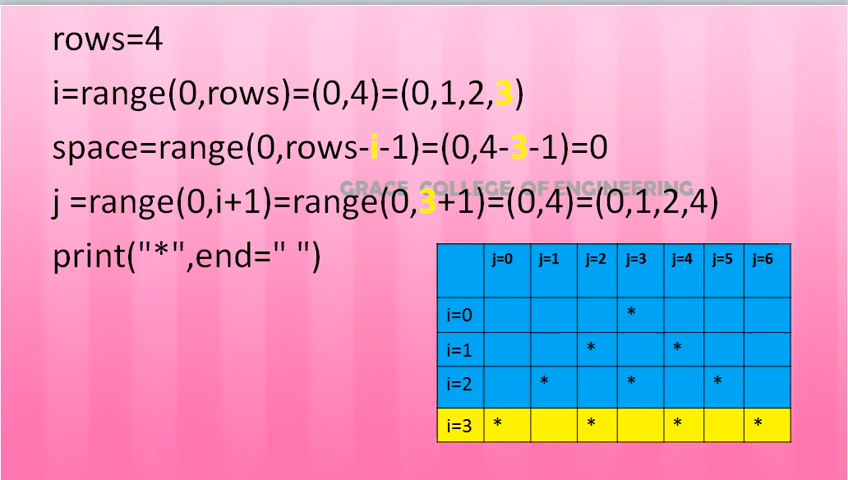 rows=4
i=range(0,rows)=(0,4)=(0,1,2,3)
space=range(0,rows-i-1)=(0,4-3-1)=0
GRACE COLLEGE OF ENGINEERING
j =range(0,i+1)=range(0,3+1)=(0,4)=(0,1,2,4)
print("*",end=" ")
j=0 j=1 j=2 j=3 j=4 j=5 j=6
i=0 *
i=1 * *
i=2 * * *
i=3 * * * *